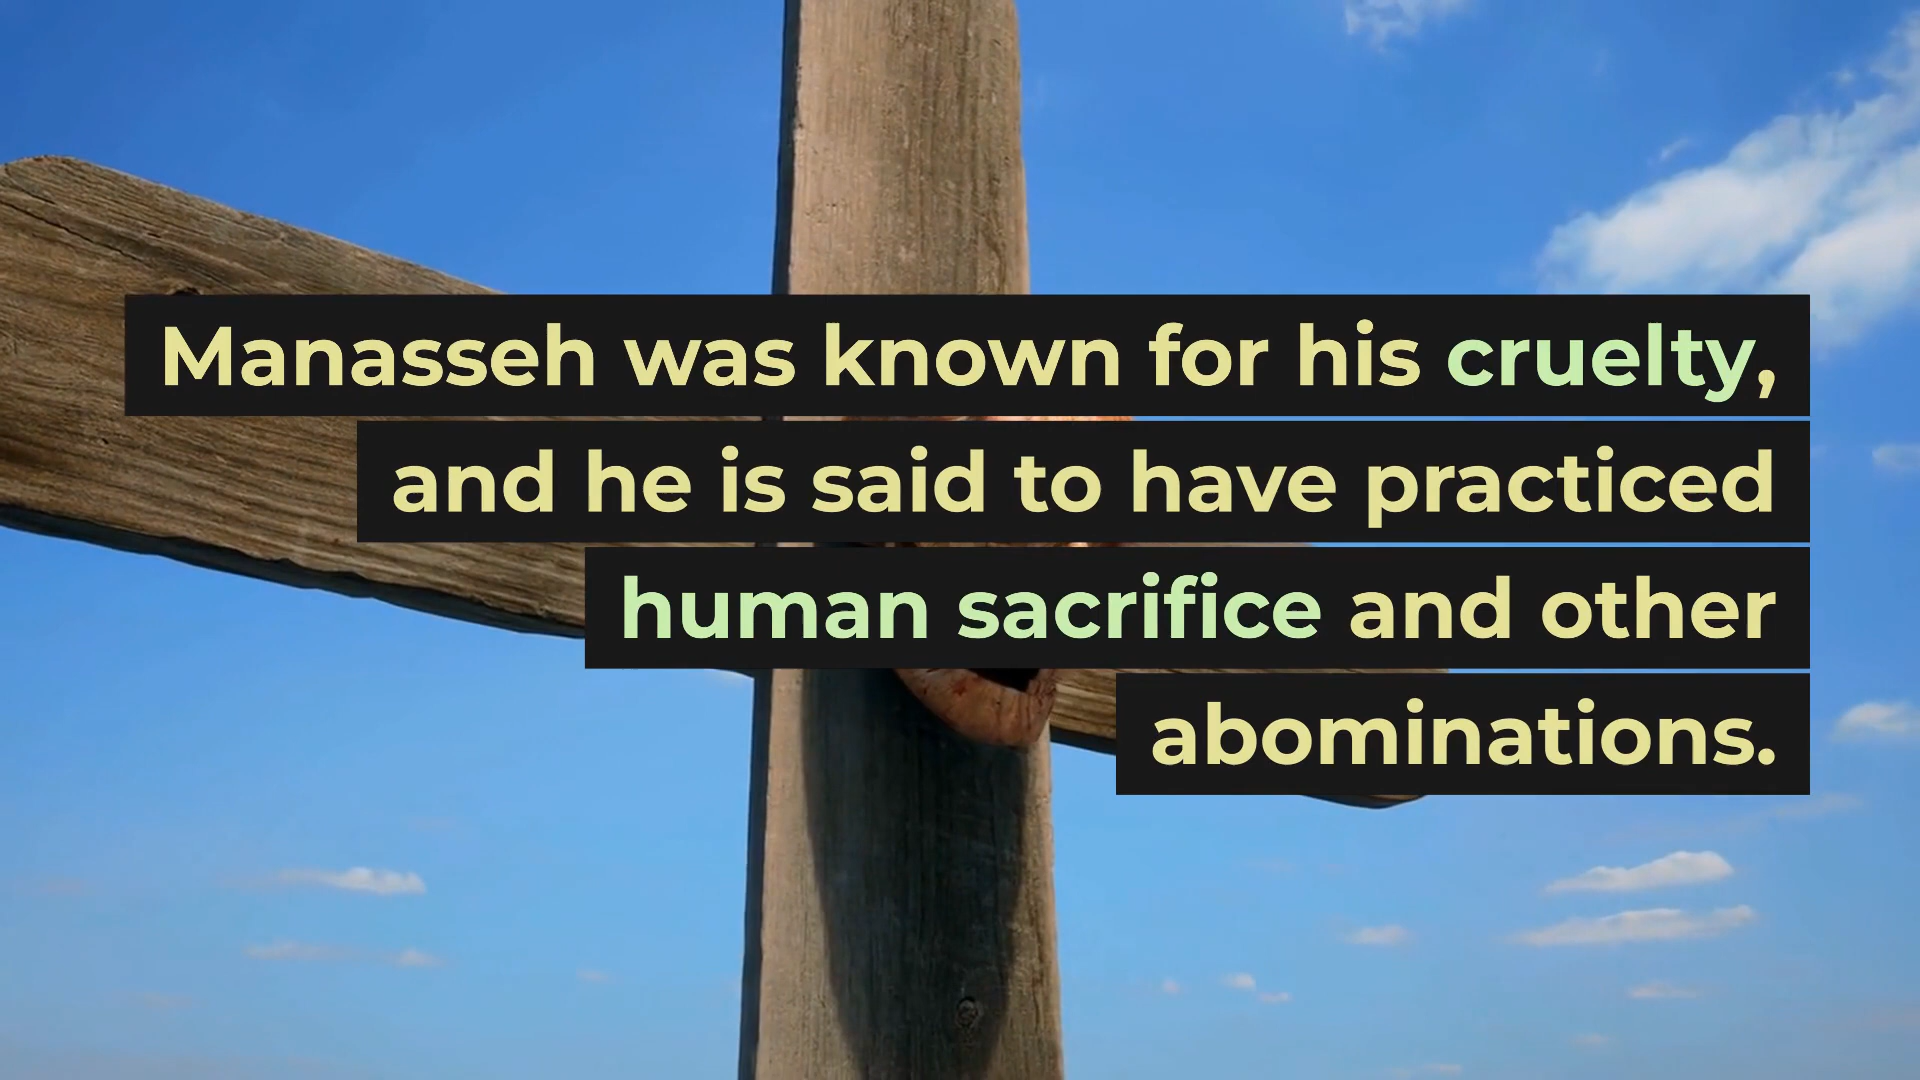 Manasseh was known for his cruelty,
and he is said to have practiced
human sacrifice and other
abominations.